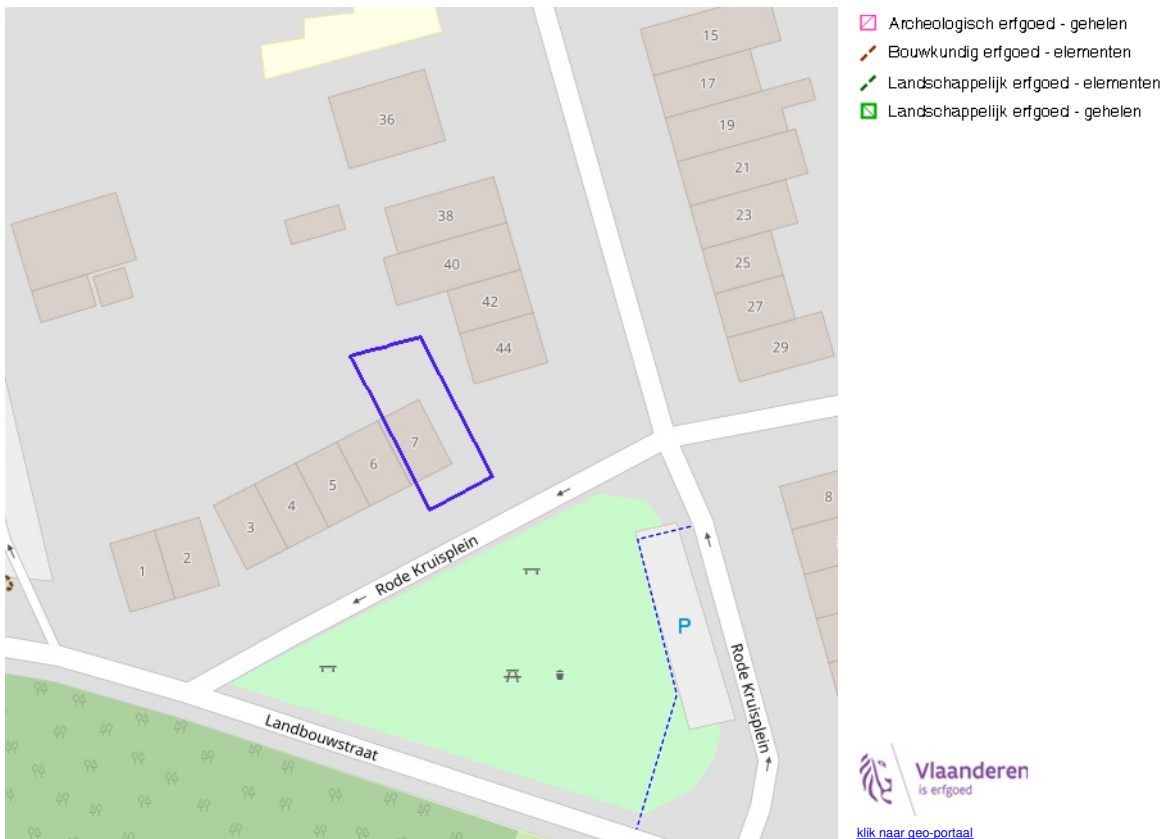 15
17
19
21
23
25
27
29
36
38
40
42
44
7
6
5
4
3
2
1
8
Rode Kruisplein
P
Rode Kruisplein
Landbouwstraat
Archeologisch erfgoed - gehelen
Bouwkundig erfgoed - elementen
Landschappelijk erfgoed - elementen
Landschappelijk erfgoed - gehelen
Vlaanderen
is erfgoed
klik naar geo-portaal